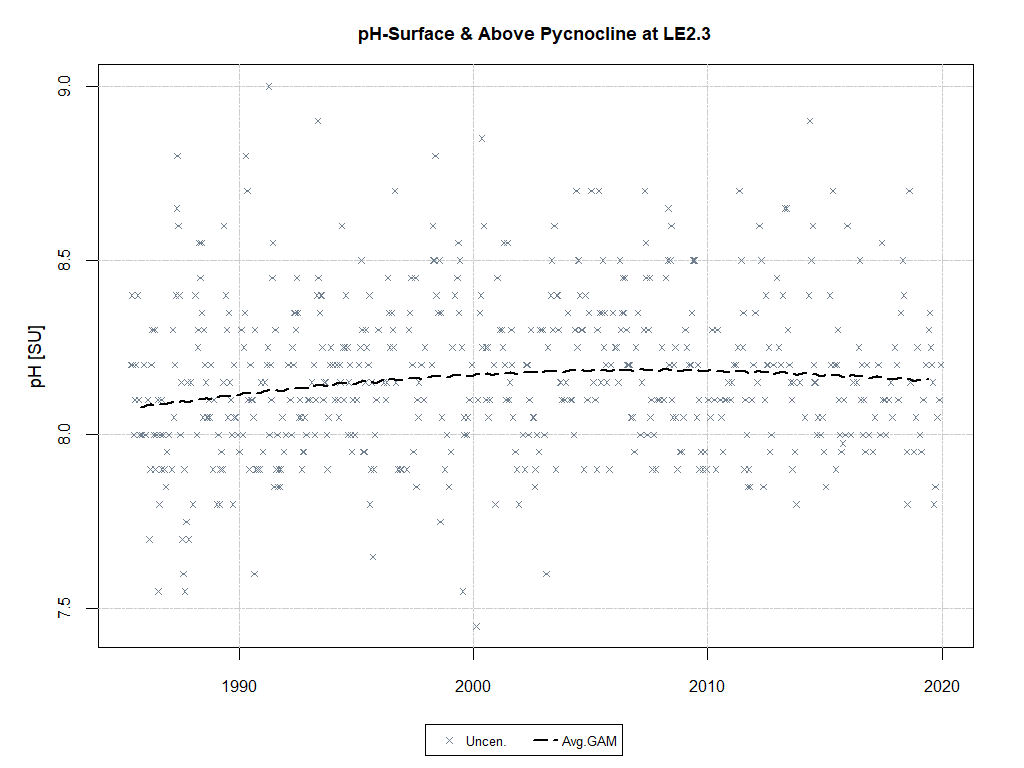 pH-Surface & Above Pycnocline at LE2.3
pH [SU]
9.0
8.5
8.0
7.5
1990 2000 2010 2020
Uncen. Avg.GAM